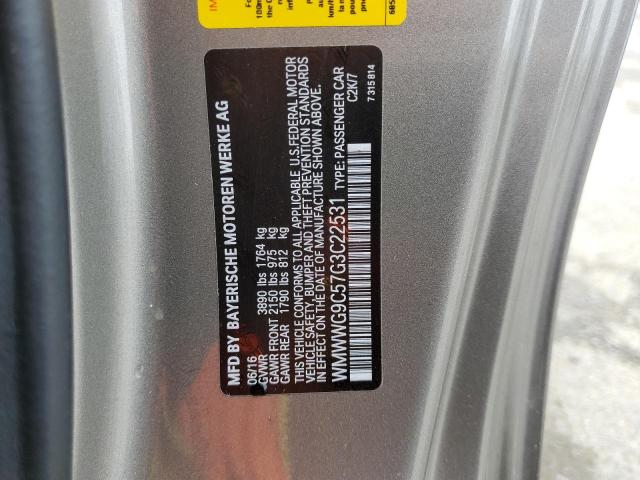 MFD BY BAYERISCHE MOTOREN WERKE AG
06/16
GVWR 3890 lbs 1764 kg
GAWR FRONT 2150 lbs 975 kg
GAWR REAR 1790 lbs 812 kg
THIS VEHICLE CONFORMS TO ALL APPLICABLE U.S.FEDERAL MOTOR
VEHICLE SAFETY, BUMPER AND THEFT PREVENTION STANDARDS
IN EFFECT ON THE DATE OF MANUFACTURE SHOWN ABOVE.
WMWWG9C57G3C22531 TYPE: PASSENGER CAR
C2K/7
7 315 814